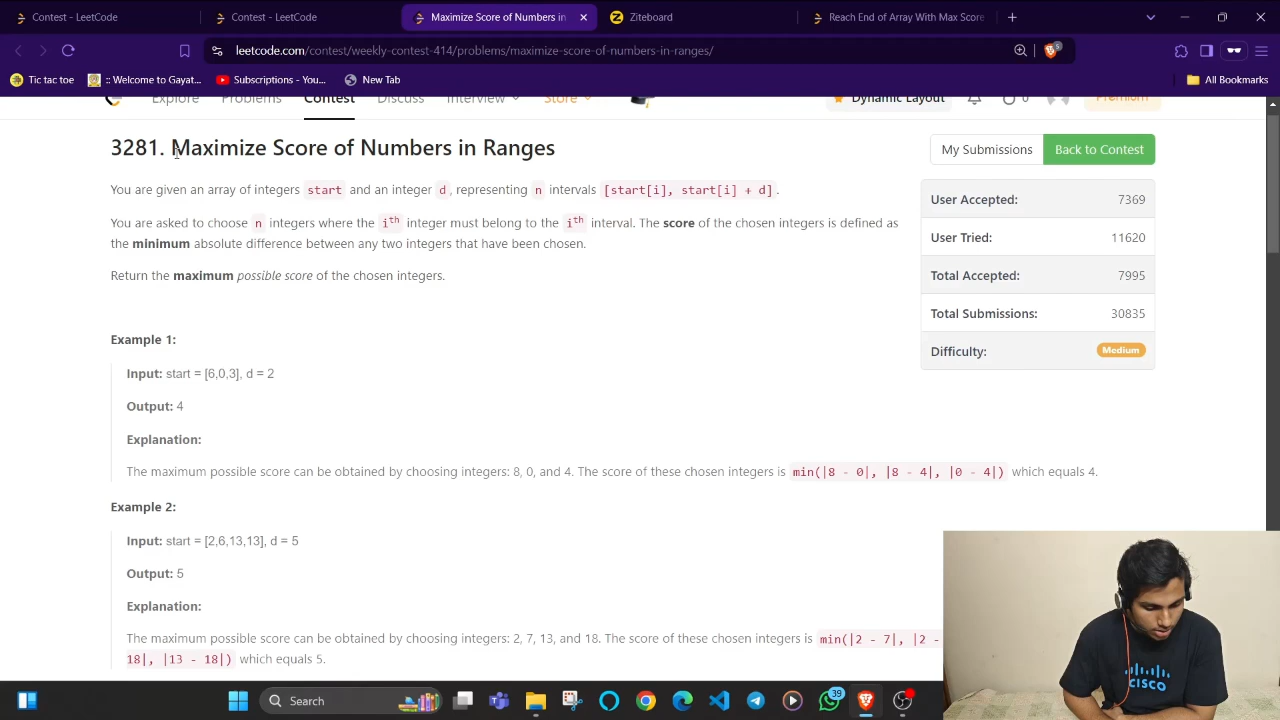 Contest - LeetCode
Contest - LeetCode
Maximize Score of Numbers in
Ziteboard
Reach End of Array With Max Score
leetcode.com/contest/weekly-contest-414/problems/maximize-score-of-numbers-in-ranges/
5
Tic tac toe
:: Welcome to Gayat...
Subscriptions - You...
New Tab
All Bookmarks
Explore
Problems
Contest
Discuss
Interview
Store
Dynamic Layout
0
Premium
3281. Maximize Score of Numbers in Ranges
My Submissions
Back to Contest
You are given an array of integers start and an integer d, representing n intervals [start[i], start[i] + d].
You are asked to choose n integers where the ith integer must belong to the ith interval. The score of the chosen integers is defined as
the minimum absolute difference between any two integers that have been chosen.
Return the maximum possible score of the chosen integers.
User Accepted: 7369
User Tried: 11620
Total Accepted: 7995
Total Submissions: 30835
Difficulty: Medium
Example 1:
Input: start = [6,0,3], d = 2
Output: 4
Explanation:
The maximum possible score can be obtained by choosing integers: 8, 0, and 4. The score of these chosen integers is min(|8 - 0|, |8 - 4|, |0 - 4|) which equals 4.
Example 2:
Input: start = [2,6,13,13], d = 5
Output: 5
Explanation:
The maximum possible score can be obtained by choosing integers: 2, 7, 13, and 18. The score of these chosen integers is min(|2 - 7|, |2 -
18|, |13 - 18|) which equals 5.
CISCO
Search
39